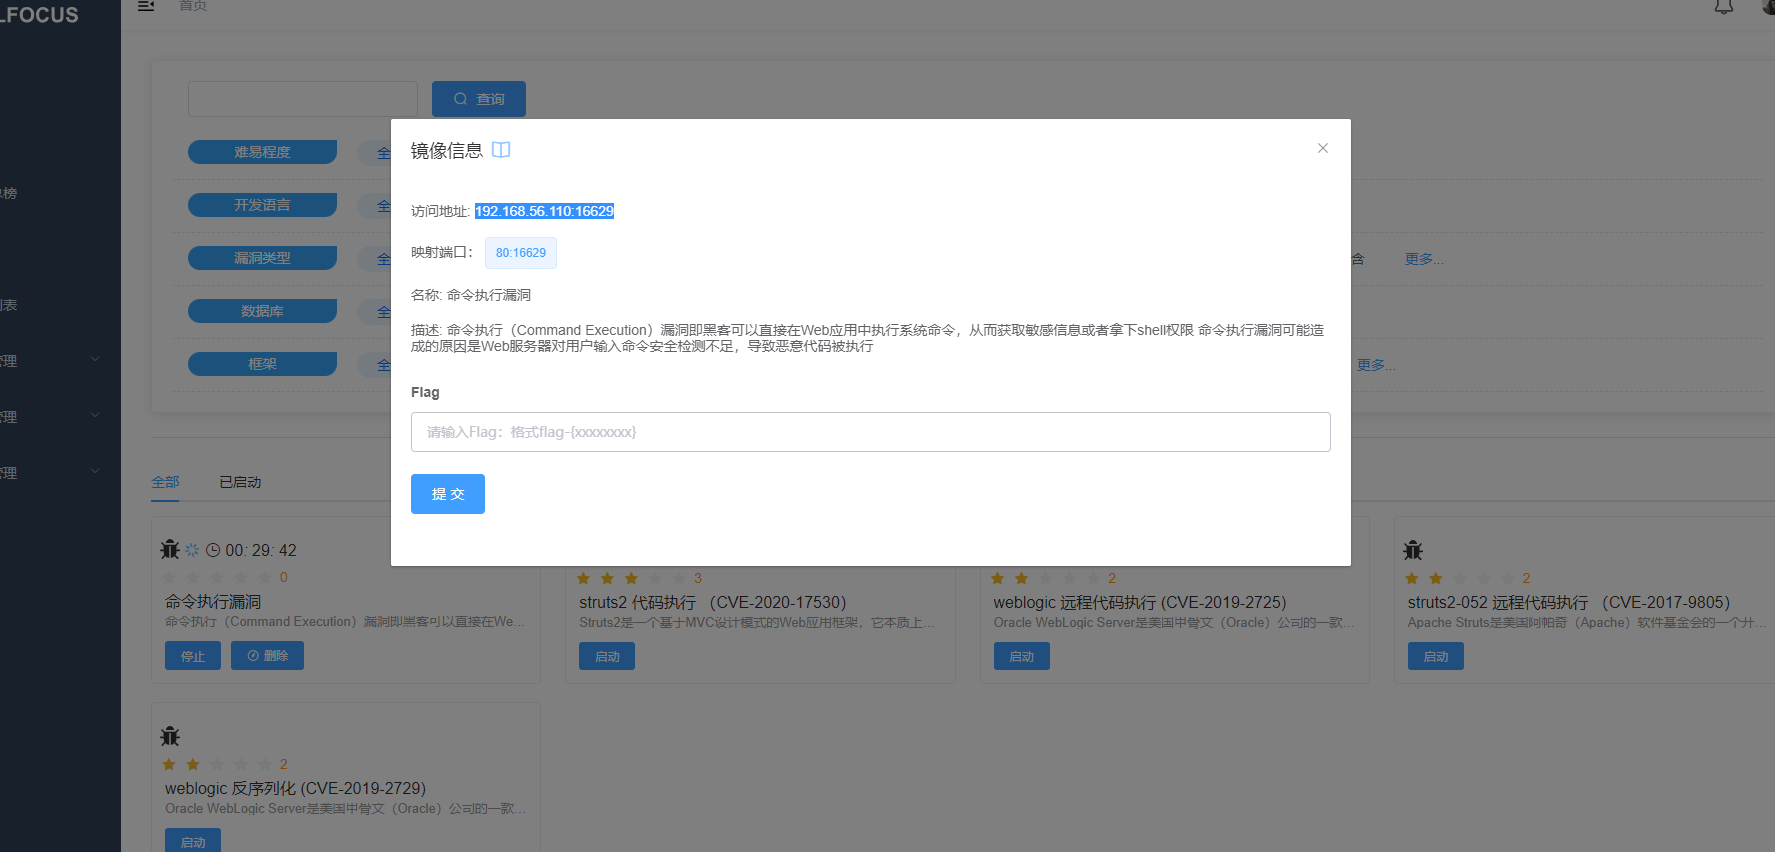 LFOCUS
首页
查询
难易程度
全
开发语言
全
漏洞类型
全
含
更多...
数据库
全
框架
全
更多...
榜
表
管理
管理
管理
镜像信息
访问地址: 192.168.56.110:16629
映射端口: 80:16629
名称: 命令执行漏洞
描述: 命令执行（Command Execution）漏洞即黑客可以直接在Web应用中执行系统命令，从而获取敏感信息或者拿下shell权限 命令执行漏洞可能造
成的原因是Web服务器对用户输入命令安全检测不足，导致恶意代码被执行
Flag
请输入Flag：格式flag-{xxxxxxxx}
提 交
全部 已启动
00: 29: 42
0
命令执行漏洞
命令执行（Command Execution）漏洞即黑客可以直接在We...
停止 删除
3
struts2 代码执行 （CVE-2020-17530）
Struts2是一个基于MVC设计模式的Web应用框架，它本质上...
启动
2
weblogic 远程代码执行 (CVE-2019-2725)
Oracle WebLogic Server是美国甲骨文（Oracle）公司的一款...
启动
2
struts2-052 远程代码执行 （CVE-2017-9805）
Apache Struts是美国阿帕奇（Apache）软件基金会的一个开...
启动
2
weblogic 反序列化 (CVE-2019-2729)
Oracle WebLogic Server是美国甲骨文（Oracle）公司的一款...
启动